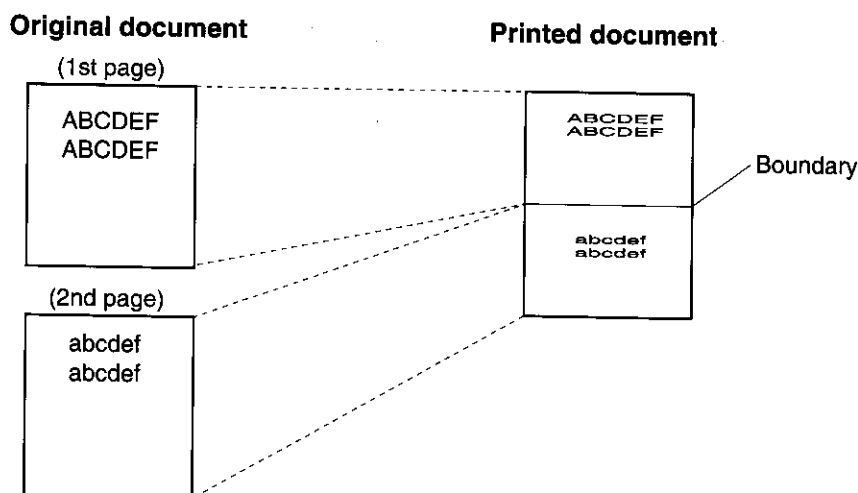 Original document
(1st page)
ABCDEF
ABCDEF
(2nd page)
abcdef
abcdef
Printed document
ABCDEF
ABCDEF
Boundary
abcdef
abcdef